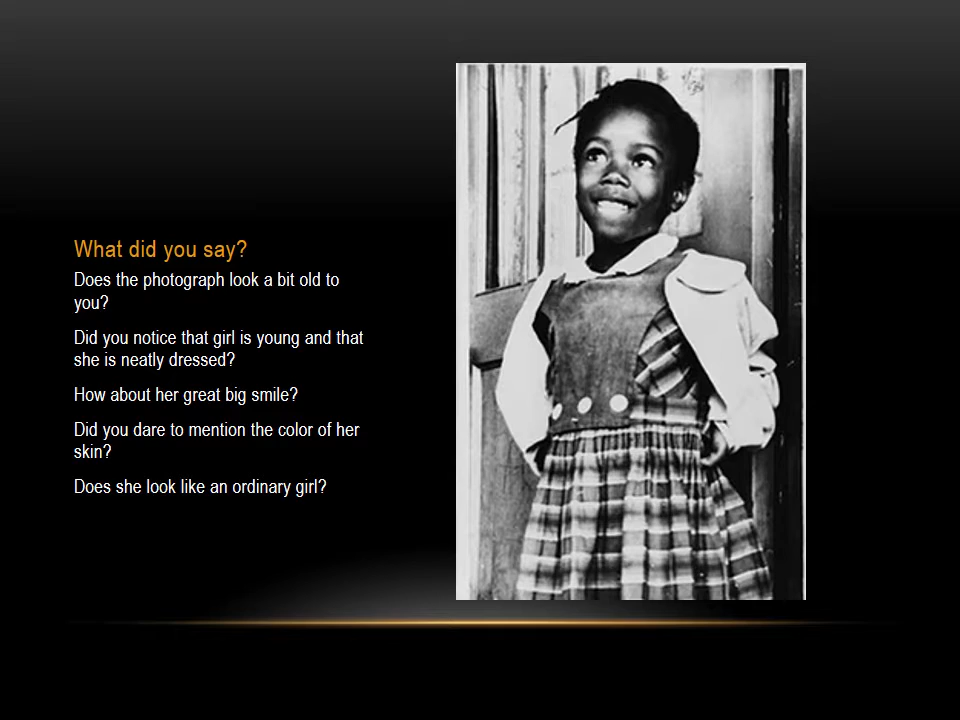 What did you say?
Does the photograph look a bit old to
you?
Did you notice that girl is young and that
she is neatly dressed?
How about her great big smile?
Did you dare to mention the color of her
skin?
Does she look like an ordinary girl?